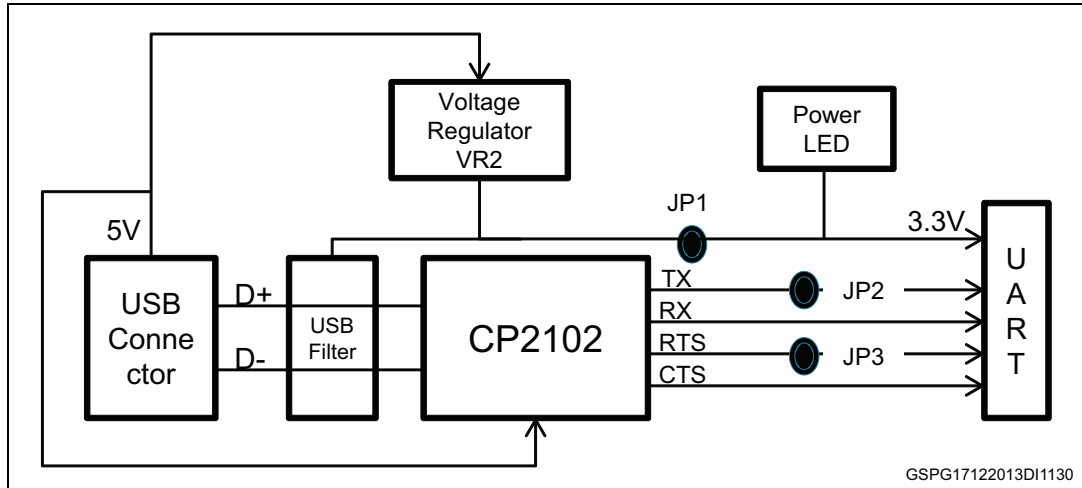 Voltage
Regulator
VR2
Power
LED
JP1
5V
3.3V
USB
Conne
ctor
D+
D-
USB
Filter
CP2102
TX
RX
RTS
CTS
JP2
JP3
U
A
R
T
GSPG17122013DI1130